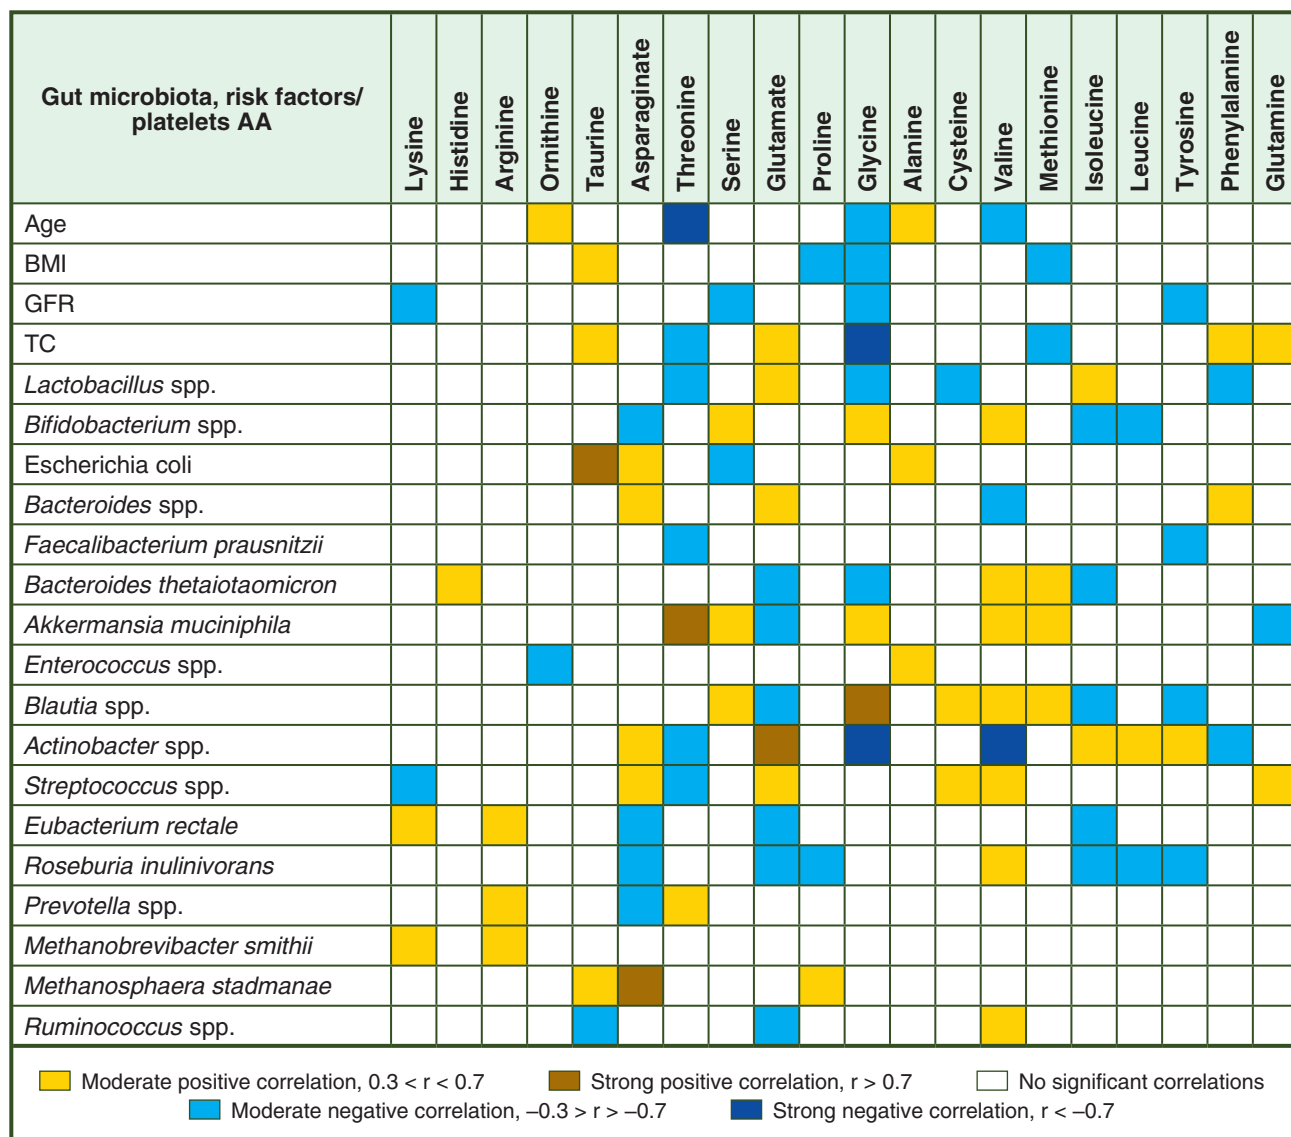 Gut microbiota, risk factors/
platelets AA
Lysine
Histidine
Arginine
Ornithine
Taurine
Asparaginate
Threonine
Serine
Glutamate
Proline
Glycine
Alanine
Cysteine
Valine
Methionine
Isoleucine
Leucine
Tyrosine
Phenylalanine
Glutamine
Age
BMI
GFR
TC
Lactobacillus spp.
Bifidobacterium spp.
Escherichia coli
Bacteroides spp.
Faecalibacterium prausnitzii
Bacteroides thetaiotaomicron
Akkermansia muciniphila
Enterococcus spp.
Blautia spp.
Actinobacter spp.
Streptococcus spp.
Eubacterium rectale
Roseburia inulinivorans
Prevotella spp.
Methanobrevibacter smithii
Methanosphaera stadmanae
Ruminococcus spp.
Moderate positive correlation, 0.3 < r < 0.7 Strong positive correlation, r > 0.7 No significant correlations
Moderate negative correlation, –0.3 > r > –0.7 Strong negative correlation, r < –0.7